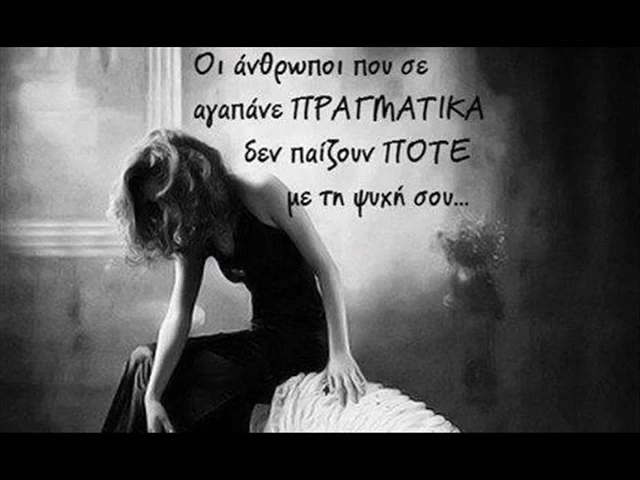 Οι άνθρωποι που σε
αγαπάνε ΠΡΑΓΜΑΤΙΚΑ
δεν παίζουν ΠΟΤΕ
με τη ψυχή σου...